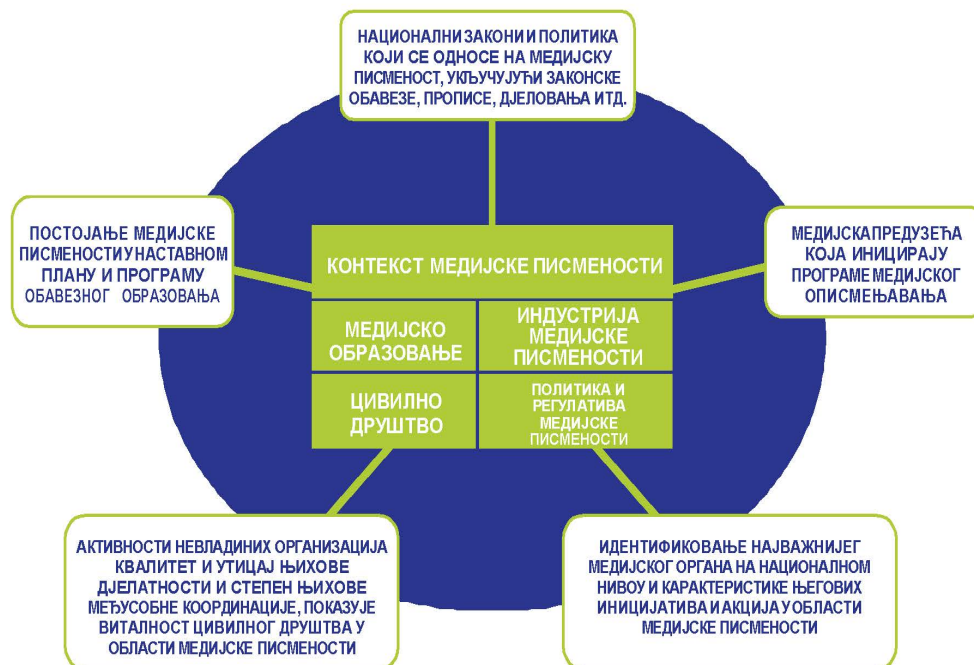 НАЦИОНАЛНИ ЗАКОНИ И ПОЛИТИКА
КОЈИ СЕ ОДНОСЕ НА МЕДИЈСКУ
ПИСМЕНОСТ, УКЉУЧУЈУЋИ ЗАКОНСКЕ
ОБАВЕЗЕ, ПРОПИСЕ, ДЈЕЛОВАЊА ИТД.
ПОСТОЈАЊЕ МЕДИЈСКЕ
ПИСМЕНОСТИ У НАСТАВНОМ
ПЛАНУ И ПРОГРАМУ
ОБАВЕЗНОГ ОБРАЗОВАЊА
МЕДИЈСКА ПРЕДУЗЕЋА
КОЈА ИНИЦИРАЈУ
ПРОГРАМЕ МЕДИЈСКОГ
ОПИСМЕЊАВАЊА
КОНТЕКСТ МЕДИЈСКЕ ПИСМЕНОСТИ
МЕДИЈСКО
ОБРАЗОВАЊЕ
ИНДУСТРИЈА
МЕДИЈСКЕ
ПИСМЕНОСТИ
ЦИВИЛНО
ДРУШТВО
ПОЛИТИКА И
РЕГУЛАТИВА
МЕДИЈСКЕ
ПИСМЕНОСТИ
АКТИВНОСТИ НЕВЛАДИНИХ ОРГАНИЗАЦИЈА
КВАЛИТЕТ И УТИЦАЈ ЊИХОВЕ
ДЈЕЛАТНОСТИ И СТЕПЕН ЊИХОВЕ
МЕЂУСОБНЕ КООРДИНАЦИЈЕ, ПОКАЗУЈЕ
ВИТАЛНОСТ ЦИВИЛНОГ ДРУШТВА У
ОБЛАСТИ МЕДИЈСКЕ ПИСМЕНОСТИ
ИДЕНТИФИКОВАЊЕ НАЈВАЖНИЈЕГ
МЕДИЈСКОГ ОРГАНА НА НАЦИОНАЛНОМ
НИВОУ И КАРАКТЕРИСТИКЕ ЊЕГОВИХ
ИНИЦИЈАТИВА И АКЦИЈА У ОБЛАСТИ
МЕДИЈСКЕ ПИСМЕНОСТИ